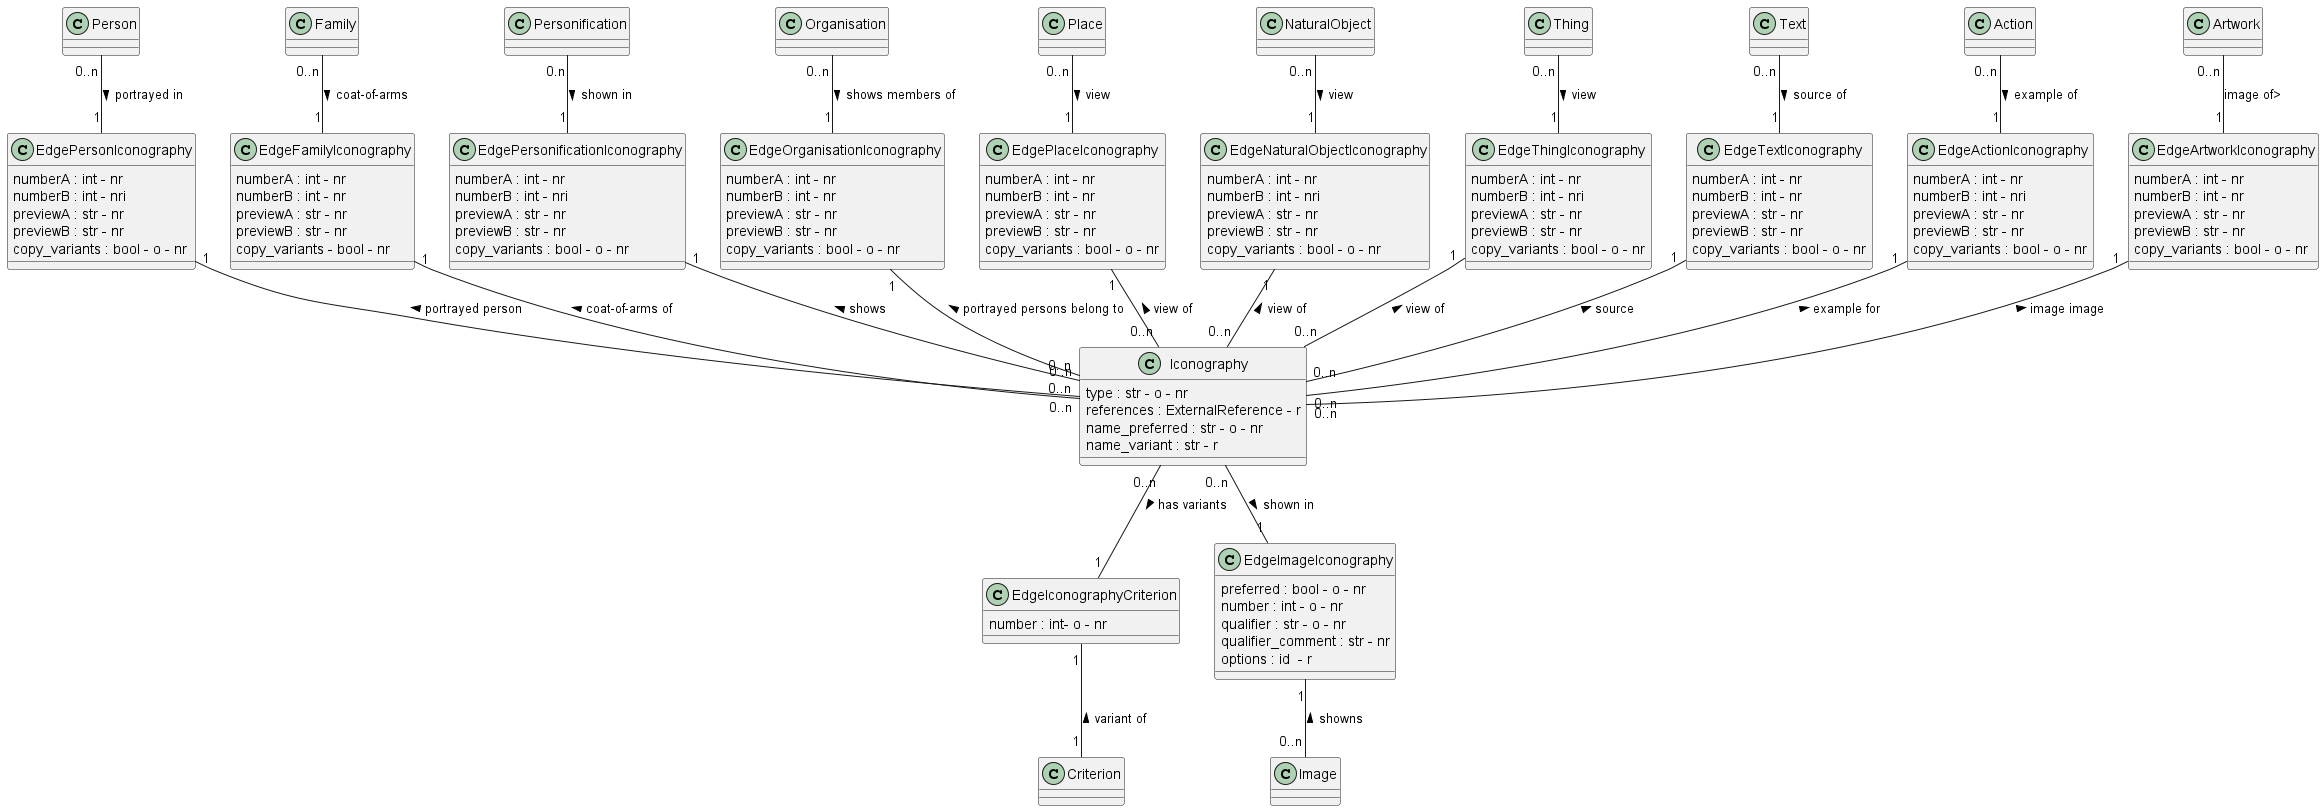 C Person
C Family
C Personification
C Organisation
C Place
C NaturalObject
C Thing
C Text
C Action
C Artwork
0..n
0..n
0..n
0..n
0..n
0..n
0..n
0..n
0..n
0..n
portrayed in
coat-of-arms
shown in
shows members of
view
view
view
source of
example of
image of>
1
1
1
1
1
1
1
1
1
1
C EdgePersonIconography
numberA : int - nr
numberB : int - nri
previewA : str - nr
previewB : str - nr
copy_variants : bool - o - nr
C EdgeFamilyIconography
numberA : int - nr
numberB : int - nr
previewA : str - nr
previewB : str - nr
copy_variants - bool - nr
C EdgePersonificationIconography
numberA : int - nr
numberB : int - nri
previewA : str - nr
previewB : str - nr
copy_variants : bool - o - nr
C EdgeOrganisationIconography
numberA : int - nr
numberB : int - nr
previewA : str - nr
previewB : str - nr
copy_variants : bool - o - nr
C EdgePlaceIconography
numberA : int - nr
numberB : int - nr
previewA : str - nr
previewB : str - nr
copy_variants : bool - o - nr
C EdgeNaturalObjectIconography
numberA : int - nr
numberB : int - nri
previewA : str - nr
previewB : str - nr
copy_variants : bool - o - nr
C EdgeThingIconography
numberA : int - nr
numberB : int - nri
previewA : str - nr
previewB : str - nr
copy_variants : bool - o - nr
C EdgeTextIconography
numberA : int - nr
numberB : int - nr
previewA : str - nr
previewB : str - nr
copy_variants : bool - o - nr
C EdgeActionIconography
numberA : int - nr
numberB : int - nri
previewA : str - nr
previewB : str - nr
copy_variants : bool - o - nr
C EdgeArtworkIconography
numberA : int - nr
numberB : int - nr
previewA : str - nr
previewB : str - nr
copy_variants : bool - o - nr
1
1
1
1
1
1
1
1
1
1
portrayed person
coat-of-arms of
shows
portrayed persons belong to
view of
view of
view of
source
example for
image image
0..n
0..n
0..n
0..n
0..n
0..n
0..n
0..n
0..n
0..n
C Iconography
type : str - o - nr
references : ExternalReference - r
name_preferred : str - o - nr
name_variant : str - r
0..n
0..n
has variants
shown in
1
1
C EdgeIconographyCriterion
number : int- o - nr
C EdgeImageIconography
preferred : bool - o - nr
number : int - o - nr
qualifier : str - o - nr
qualifier_comment : str - nr
options : id  - r
1
1
variant of
showns
1
0..n
C Criterion
C Image